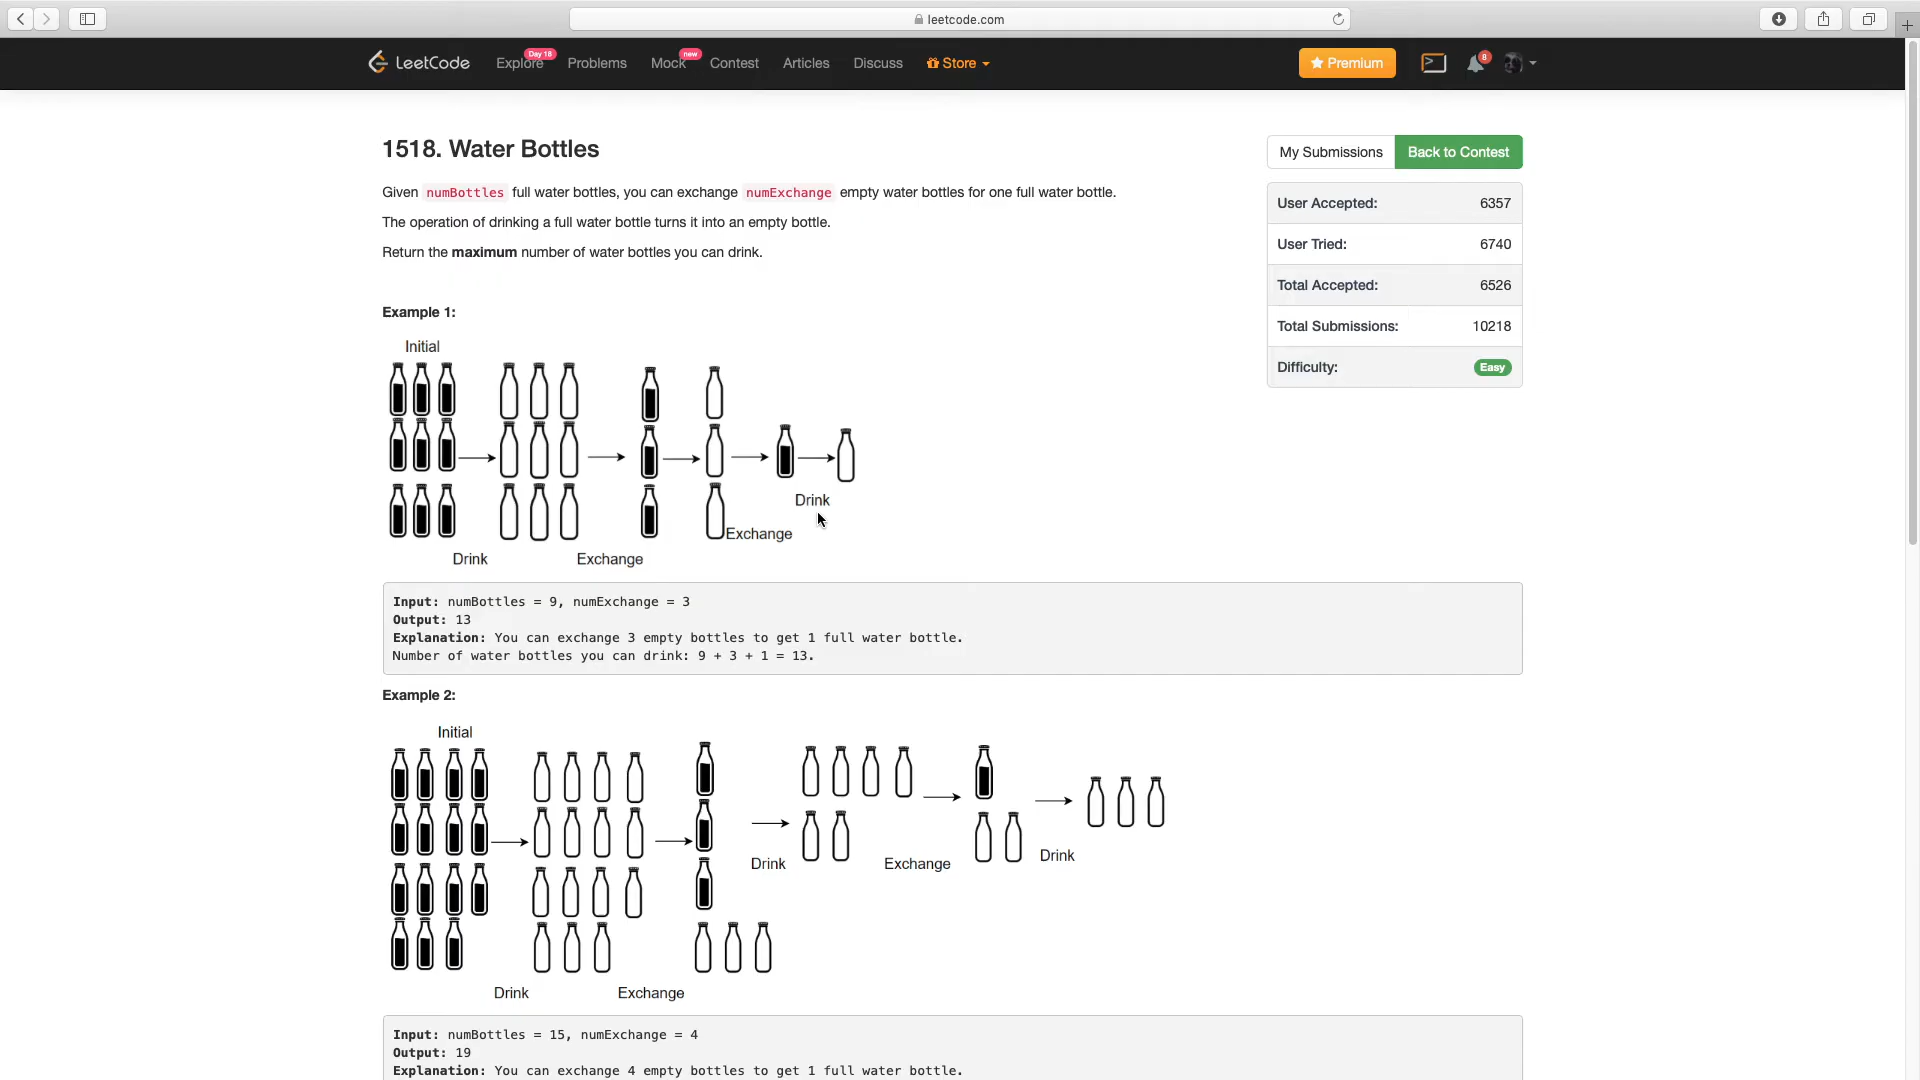 leetcode.com
LeetCode
Explore
Day 18
Problems
Mock
new
Contest
Articles
Discuss
Store
Premium
8
1518. Water Bottles
My Submissions
Back to Contest
Given numBottles full water bottles, you can exchange numExchange empty water bottles for one full water bottle.
The operation of drinking a full water bottle turns it into an empty bottle.
Return the maximum number of water bottles you can drink.
User Accepted: 6357
User Tried: 6740
Total Accepted: 6526
Total Submissions: 10218
Difficulty: Easy
Example 1:
Initial
Drink
Exchange
Drink
Exchange
Input: numBottles = 9, numExchange = 3
Output: 13
Explanation: You can exchange 3 empty bottles to get 1 full water bottle.
Number of water bottles you can drink: 9 + 3 + 1 = 13.
Example 2:
Initial
Drink
Exchange
Drink
Drink
Exchange
Input: numBottles = 15, numExchange = 4
Output: 19
Explanation: You can exchange 4 empty bottles to get 1 full water bottle.